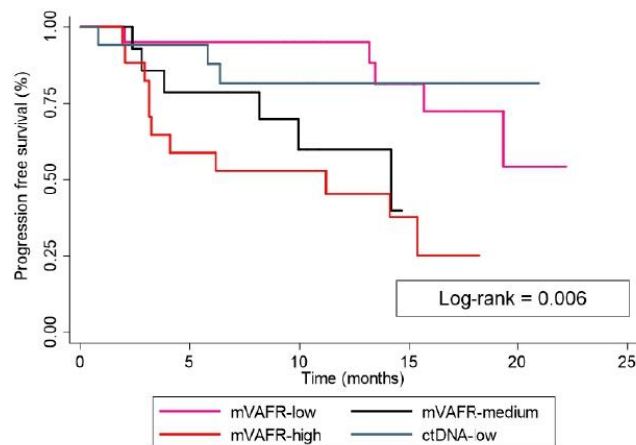 Progression free survival (%)
1.00
0.75
0.50
0.25
0.00
Log-rank = 0.006
0 5 10 15 20 25
Time (months)
mVAFR-low mVAFR-medium
mVAFR-high ctDNA-low